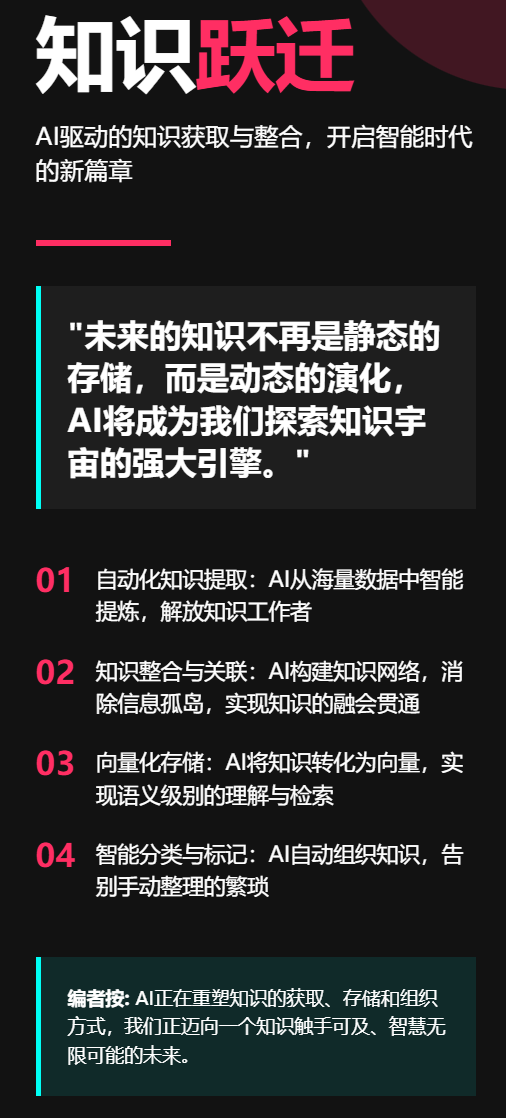 知识跃迁
AI驱动的知识获取与整合，开启智能时代
的新篇章
"未来的知识不再是静态的
存储，而是动态的演化，
AI将成为我们探索知识宇
宙的强大引擎。"
01 自动化知识提取：AI从海量数据中智能
提炼，解放知识工作者
02 知识整合与关联：AI构建知识网络，消
除信息孤岛，实现知识的融会贯通
03 向量化存储：AI将知识转化为向量，实
现语义级别的理解与检索
04 智能分类与标记：AI自动组织知识，告
别手动整理的繁琐
编者按: AI正在重塑知识的获取、存储和组织
方式，我们正迈向一个知识触手可及、智慧无
限可能的未来。